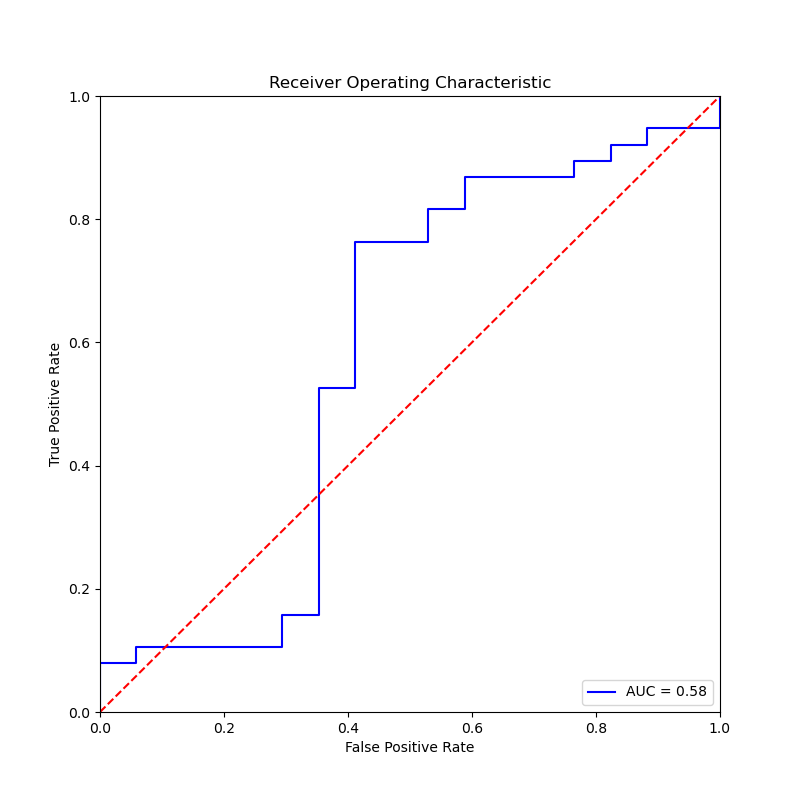 Receiver Operating Characteristic
1.0
0.8
0.6
0.4
0.2
0.0
True Positive Rate
AUC = 0.58
0.0 0.2 0.4 0.6 0.8 1.0
False Positive Rate